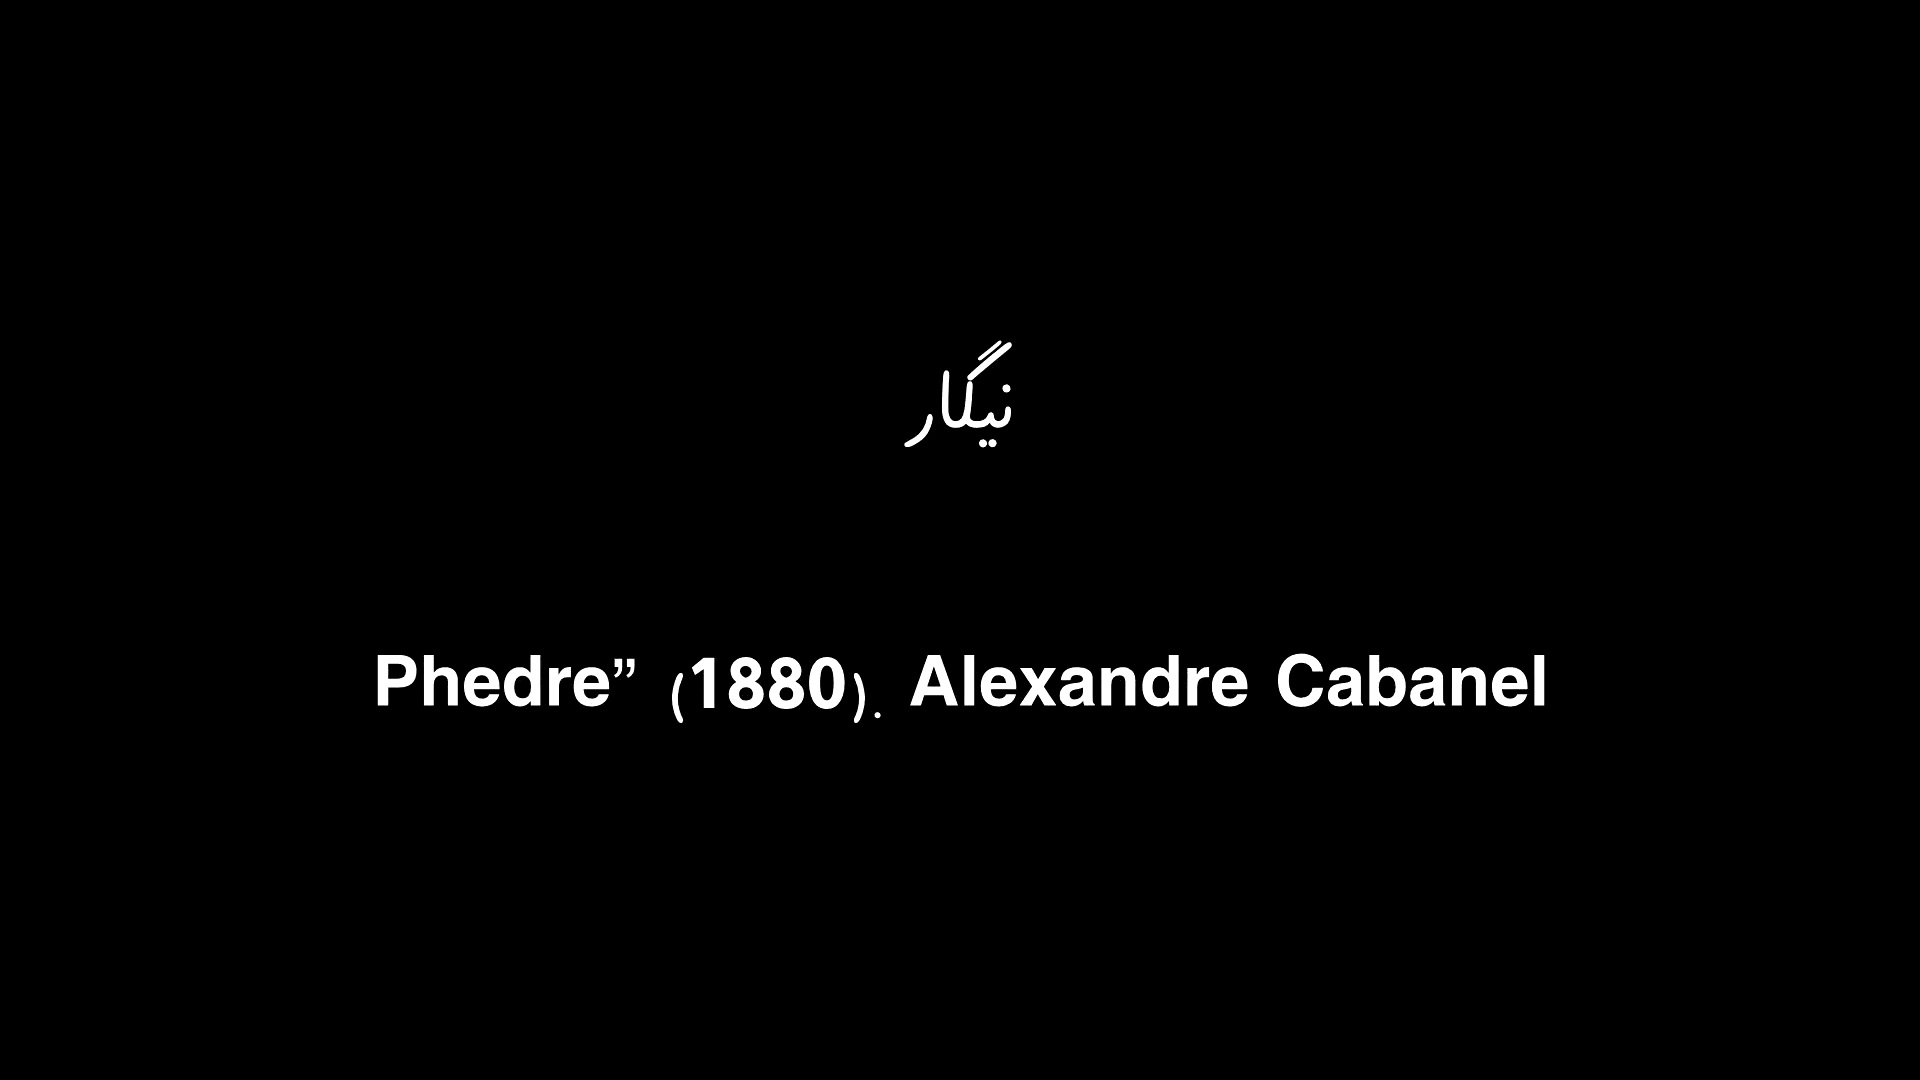 نیگار
Phedre” (1880). Alexandre Cabanel